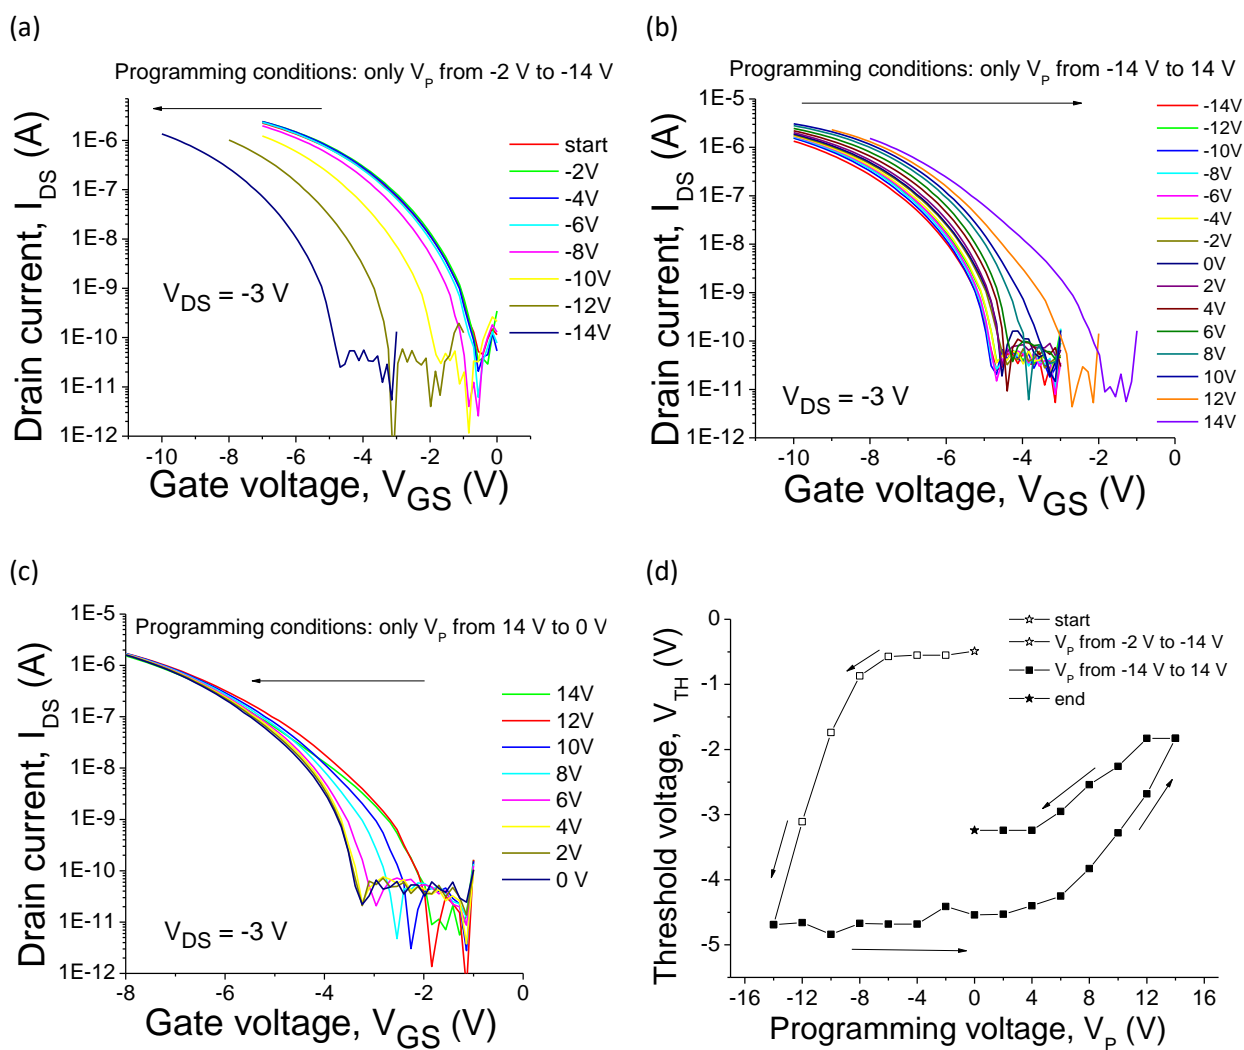 (a)
Programming conditions: only V_P from -2 V to -14 V
Drain current, I_DS (A)
1E-6
1E-7
1E-8
1E-9
1E-10
1E-11
1E-12
start
-2V
-4V
-6V
-8V
-10V
-12V
-14V
V_DS = -3 V
-10
-8
-6
-4
-2
0
Gate voltage, V_GS (V)
(b)
Programming conditions: only V_P from -14 V to 14 V
Drain current, I_DS (A)
1E-5
1E-6
1E-7
1E-8
1E-9
1E-10
1E-11
1E-12
-14V
-12V
-10V
-8V
-6V
-4V
-2V
0V
2V
4V
6V
8V
10V
12V
14V
V_DS = -3 V
-10
-8
-6
-4
-2
0
Gate voltage, V_GS (V)
(c)
Programming conditions: only V_P from 14 V to 0 V
Drain current, I_DS (A)
1E-5
1E-6
1E-7
1E-8
1E-9
1E-10
1E-11
1E-12
14V
12V
10V
8V
6V
4V
2V
0 V
V_DS = -3 V
-8
-6
-4
-2
0
Gate voltage, V_GS (V)
(d)
Threshold voltage, V_TH (V)
0
-1
-2
-3
-4
-5
start
V_P from -2 V to -14 V
V_P from -14 V to 14 V
end
-16
-12
-8
-4
0
4
8
12
16
Programming voltage, V_P (V)